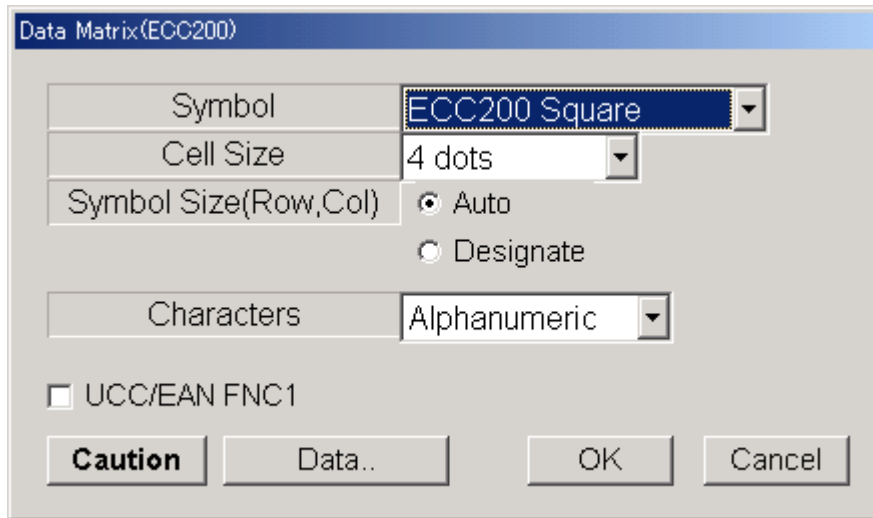 Data Matrix(ECC200)
Symbol ECC200 Square
Cell Size 4 dots
Symbol Size(Row,Col) Auto
Designate
Characters Alphanumeric
UCC/EAN FNC1
Caution Data.. OK Cancel